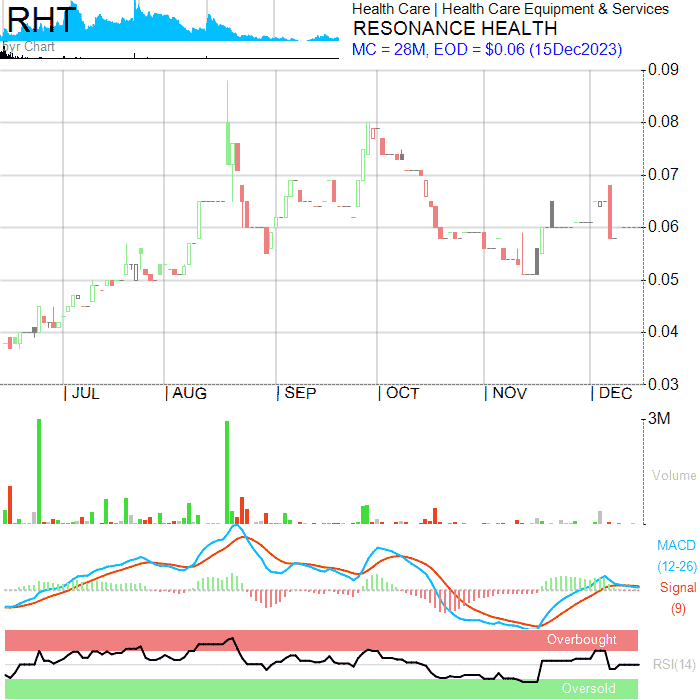 RHT
5yr Chart
Health Care | Health Care Equipment & Services
RESONANCE HEALTH
MC = 28M, EOD = $0.06 (15Dec2023)
0.09
0.08
0.07
0.06
0.05
0.04
0.03
| JUL | AUG | SEP | OCT | NOV | DEC
3M
Volume
MACD
(12-26)
Signal
(9)
Overbought
RSI(14)
Oversold